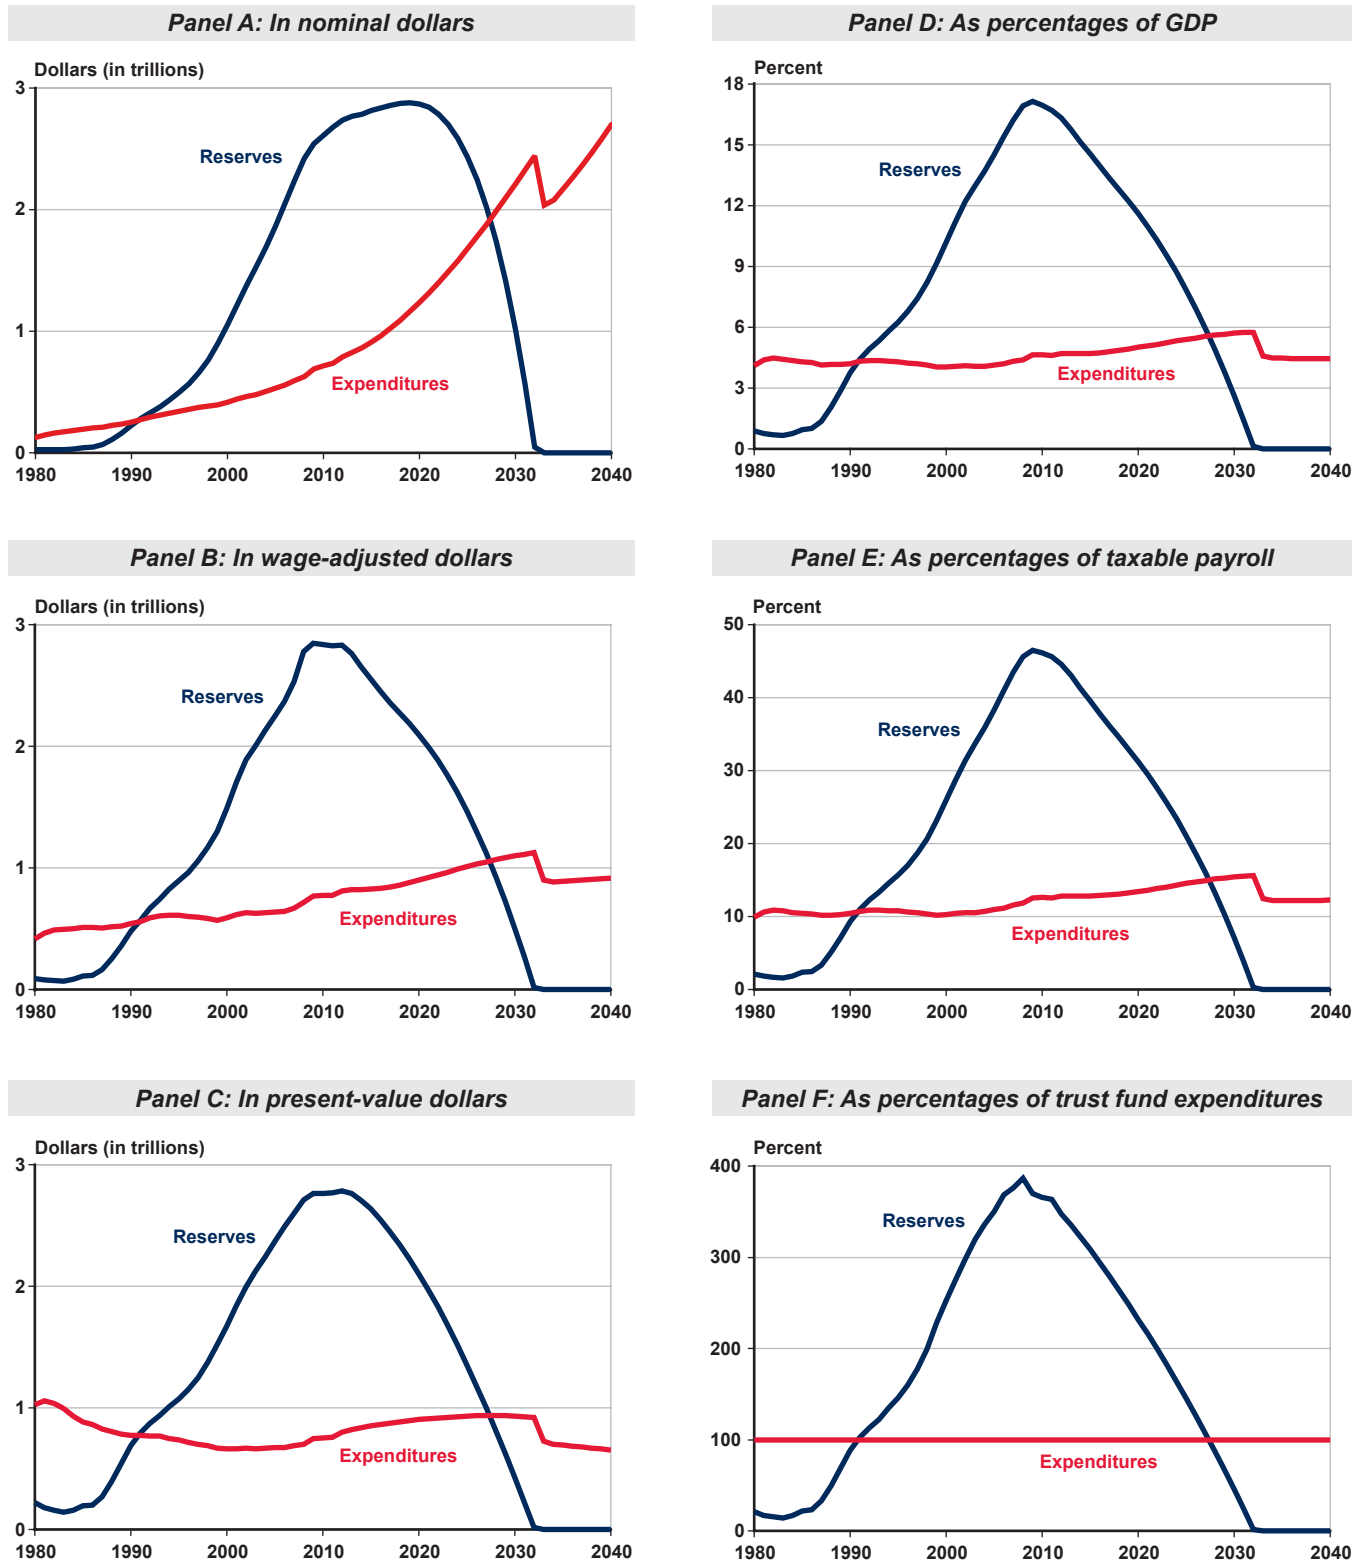 Panel A: In nominal dollars
Dollars (in trillions)
3
2
1
0
Reserves
Expenditures
1980 1990 2000 2010 2020 2030 2040
Panel D: As percentages of GDP
Percent
18
15
12
9
6
3
0
Reserves
Expenditures
1980 1990 2000 2010 2020 2030 2040
Panel B: In wage-adjusted dollars
Dollars (in trillions)
3
2
1
0
Reserves
Expenditures
1980 1990 2000 2010 2020 2030 2040
Panel E: As percentages of taxable payroll
Percent
50
40
30
20
10
0
Reserves
Expenditures
1980 1990 2000 2010 2020 2030 2040
Panel C: In present-value dollars
Dollars (in trillions)
3
2
1
0
Reserves
Expenditures
1980 1990 2000 2010 2020 2030 2040
Panel F: As percentages of trust fund expenditures
Percent
400
300
200
100
0
Reserves
Expenditures
1980 1990 2000 2010 2020 2030 2040